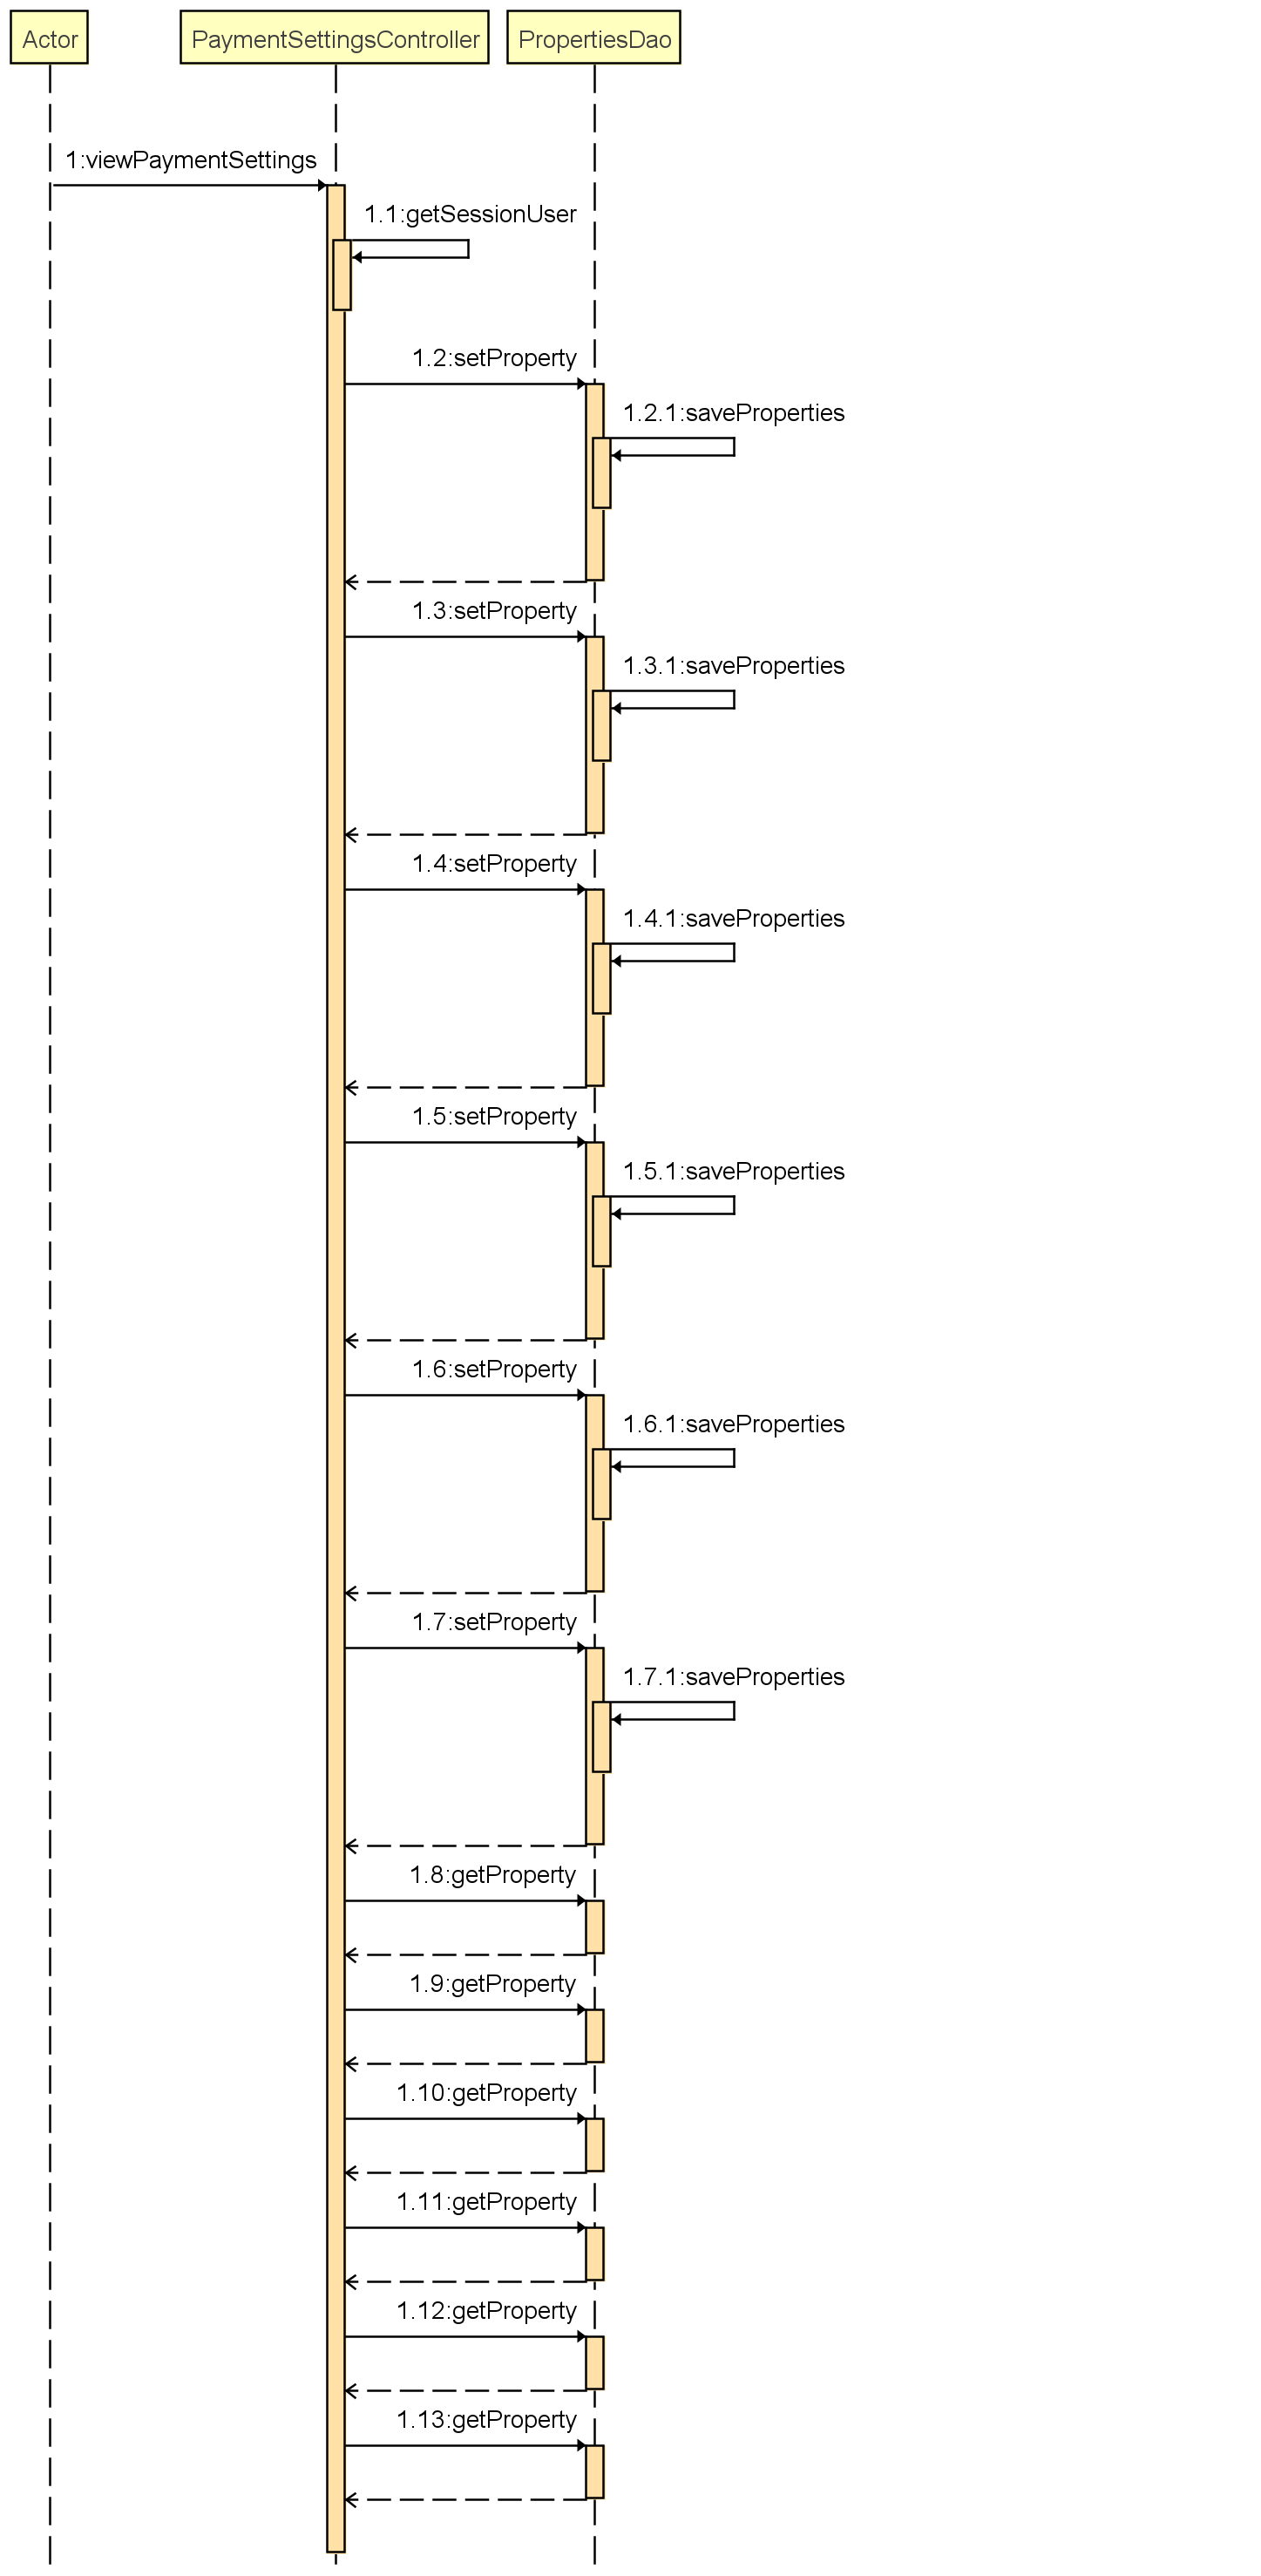 Actor
PaymentSettingsController
PropertiesDao
1:viewPaymentSettings
1.1:getSessionUser
1.2:setProperty
1.2.1:saveProperties
1.3:setProperty
1.3.1:saveProperties
1.4:setProperty
1.4.1:saveProperties
1.5:setProperty
1.5.1:saveProperties
1.6:setProperty
1.6.1:saveProperties
1.7:setProperty
1.7.1:saveProperties
1.8:getProperty
1.9:getProperty
1.10:getProperty
1.11:getProperty
1.12:getProperty
1.13:getProperty